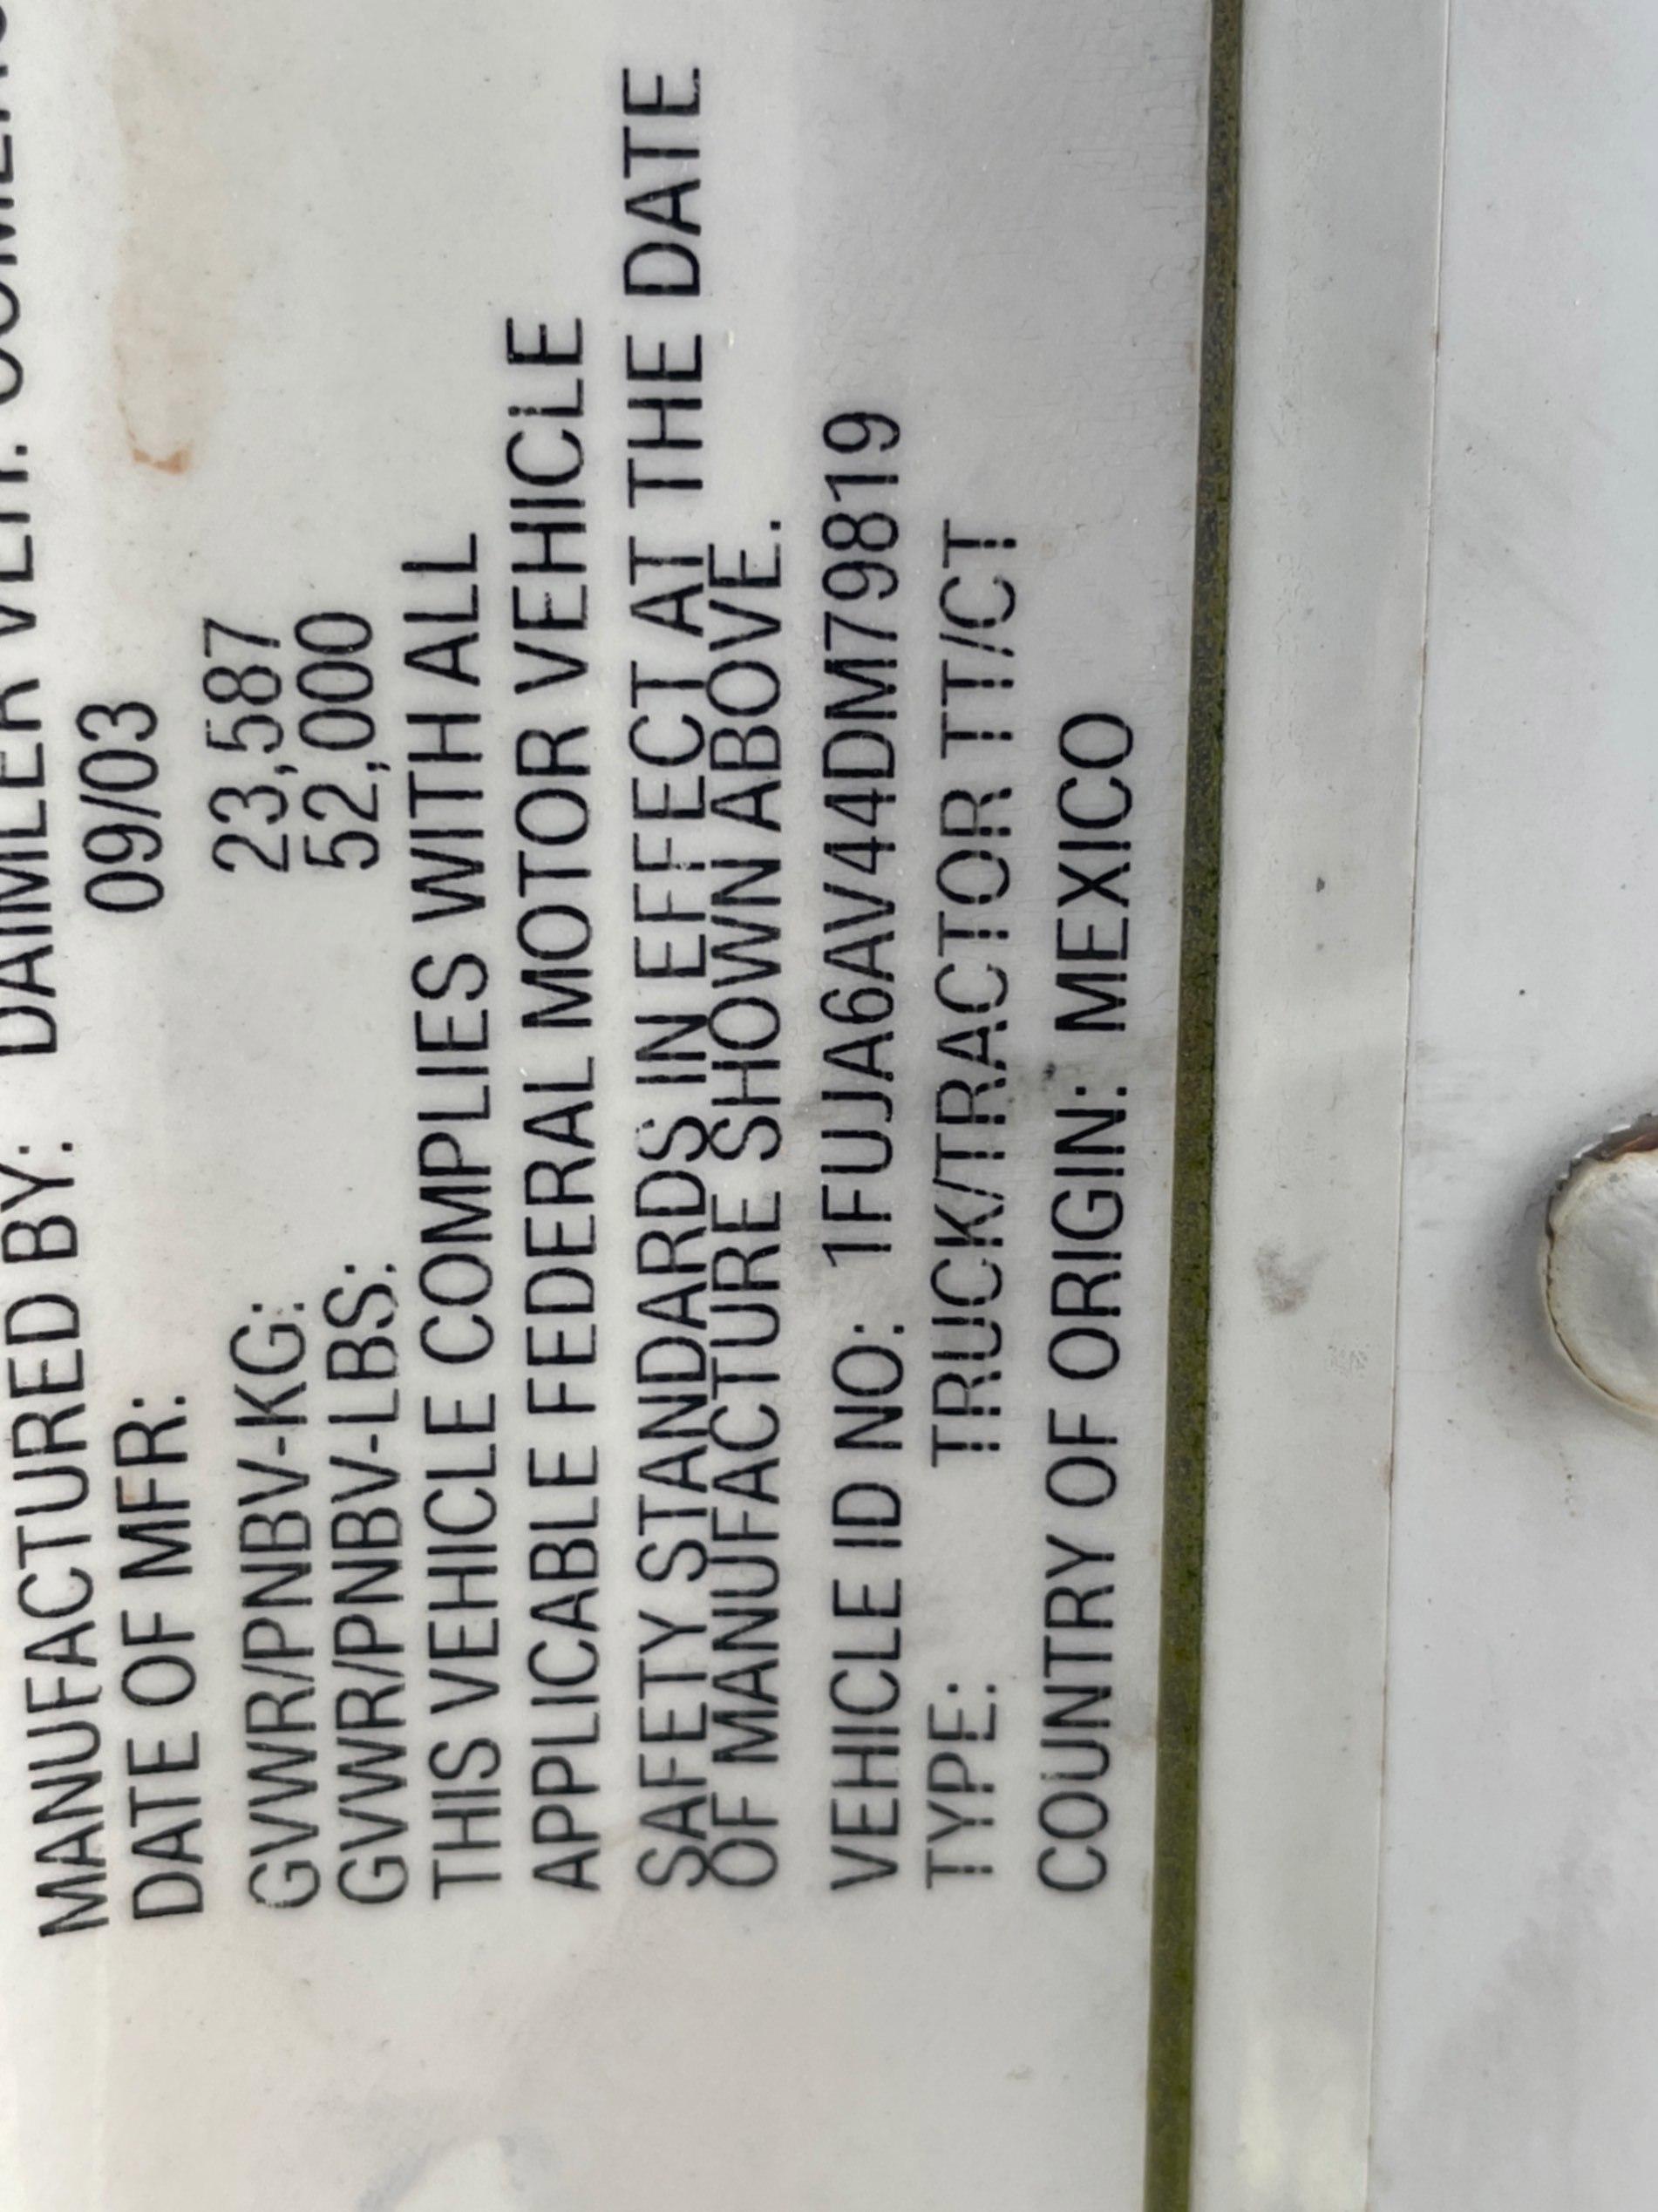 MANUFACTURED BY: DAIMLER VEH. COMERC
DATE OF MFR: 09/03
GVWR/PNBV-KG: 23,587
GVWR/PNBV-LBS: 52,000
THIS VEHICLE COMPLIES WITH ALL
APPLICABLE FEDERAL MOTOR VEHICLE
SAFETY STANDARDS IN EFFECT AT THE DATE
OF MANUFACTURE SHOWN ABOVE.
VEHICLE ID NO: 1FUJA6AV44DM79819
TYPE: TRUCK/TRACTOR TT/CT
COUNTRY OF ORIGIN: MEXICO